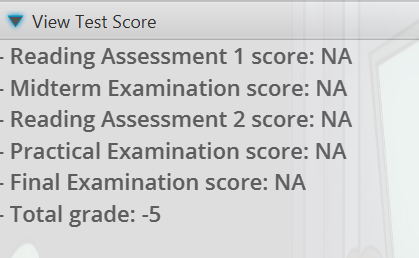 View Test Score
- Reading Assessment 1 score: NA
- Midterm Examination score: NA
- Reading Assessment 2 score: NA
- Practical Examination score: NA
- Final Examination score: NA
- Total grade: -5